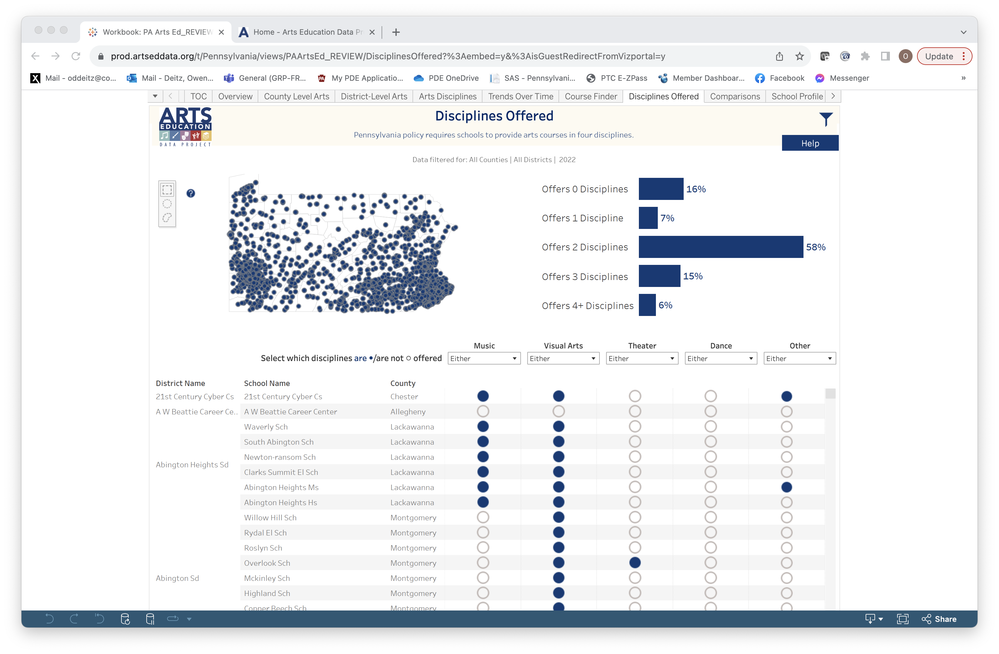 Workbook: PA Arts Ed_REVIEW
Home - Arts Education Data Pr
prod.artseddata.org/t/Pennsylvania/views/PAArtsEd_REVIEW/DisciplinesOffered?%3Aembed=y&%3AisGuestRedirectFromVizportal=y
O
Update
Mail - oddeitz@co...
Mail - Deitz, Owen...
General (GRP-FR...
My PDE Applicatio...
PDE OneDrive
SAS - Pennsylvani...
PTC E-ZPass
Member Dashboar...
Facebook
Messenger
»
TOC
Overview
County Level Arts
District-Level Arts
Arts Disciplines
Trends Over Time
Course Finder
Disciplines Offered
Comparisons
School Profile
ARTS
EDUCATION
DATA PROJECT
Disciplines Offered
Pennsylvania policy requires schools to provide arts courses in four disciplines.
Help
Data filtered for: All Counties | All Districts | 2022
?
Offers 0 Disciplines 16%
Offers 1 Discipline 7%
Offers 2 Disciplines 58%
Offers 3 Disciplines 15%
Offers 4+ Disciplines 6%
Music Visual Arts Theater Dance Other
Select which disciplines are •/are not ○ offered Either Either Either Either Either
District Name School Name County
21st Century Cyber Cs 21st Century Cyber Cs Chester
A W Beattie Career Ce.. A W Beattie Career Center Allegheny
Waverly Sch Lackawanna
South Abington Sch Lackawanna
Newton-ransom Sch Lackawanna
Abington Heights Sd
Clarks Summit El Sch Lackawanna
Abington Heights Ms Lackawanna
Abington Heights Hs Lackawanna
Willow Hill Sch Montgomery
Rydal El Sch Montgomery
Roslyn Sch Montgomery
Overlook Sch Montgomery
Abington Sd Mckinley Sch Montgomery
Highland Sch Montgomery
Copper Beech Sch Montgomery
Share